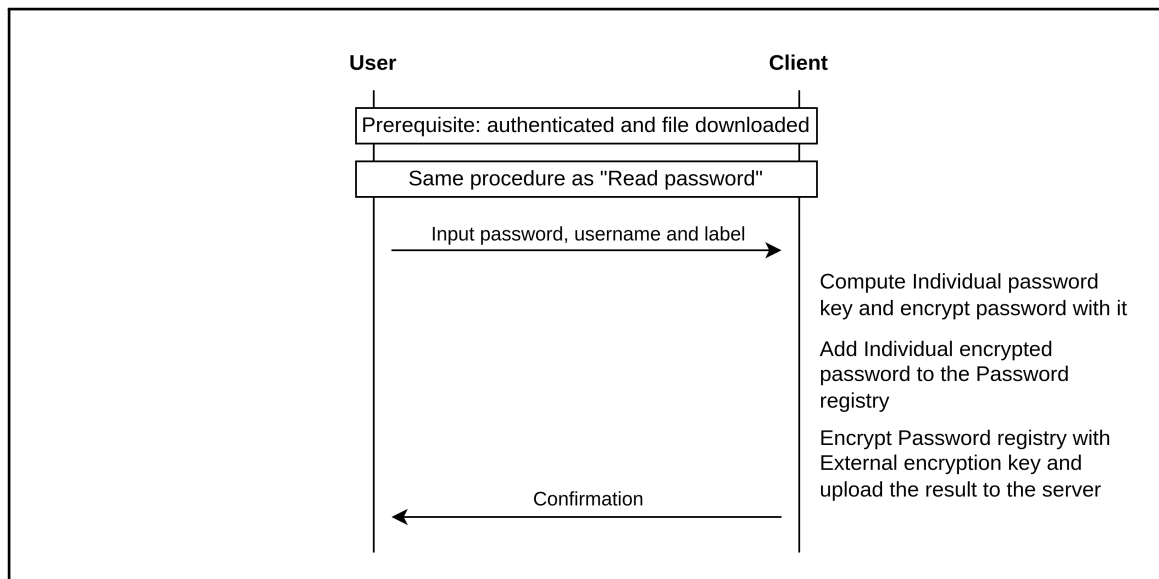 User
Client
Prerequisite: authenticated and file downloaded
Same procedure as "Read password"
Input password, username and label
Compute Individual password
key and encrypt password with it
Add Individual encrypted
password to the Password
registry
Encrypt Password registry with
External encryption key and
upload the result to the server
Confirmation